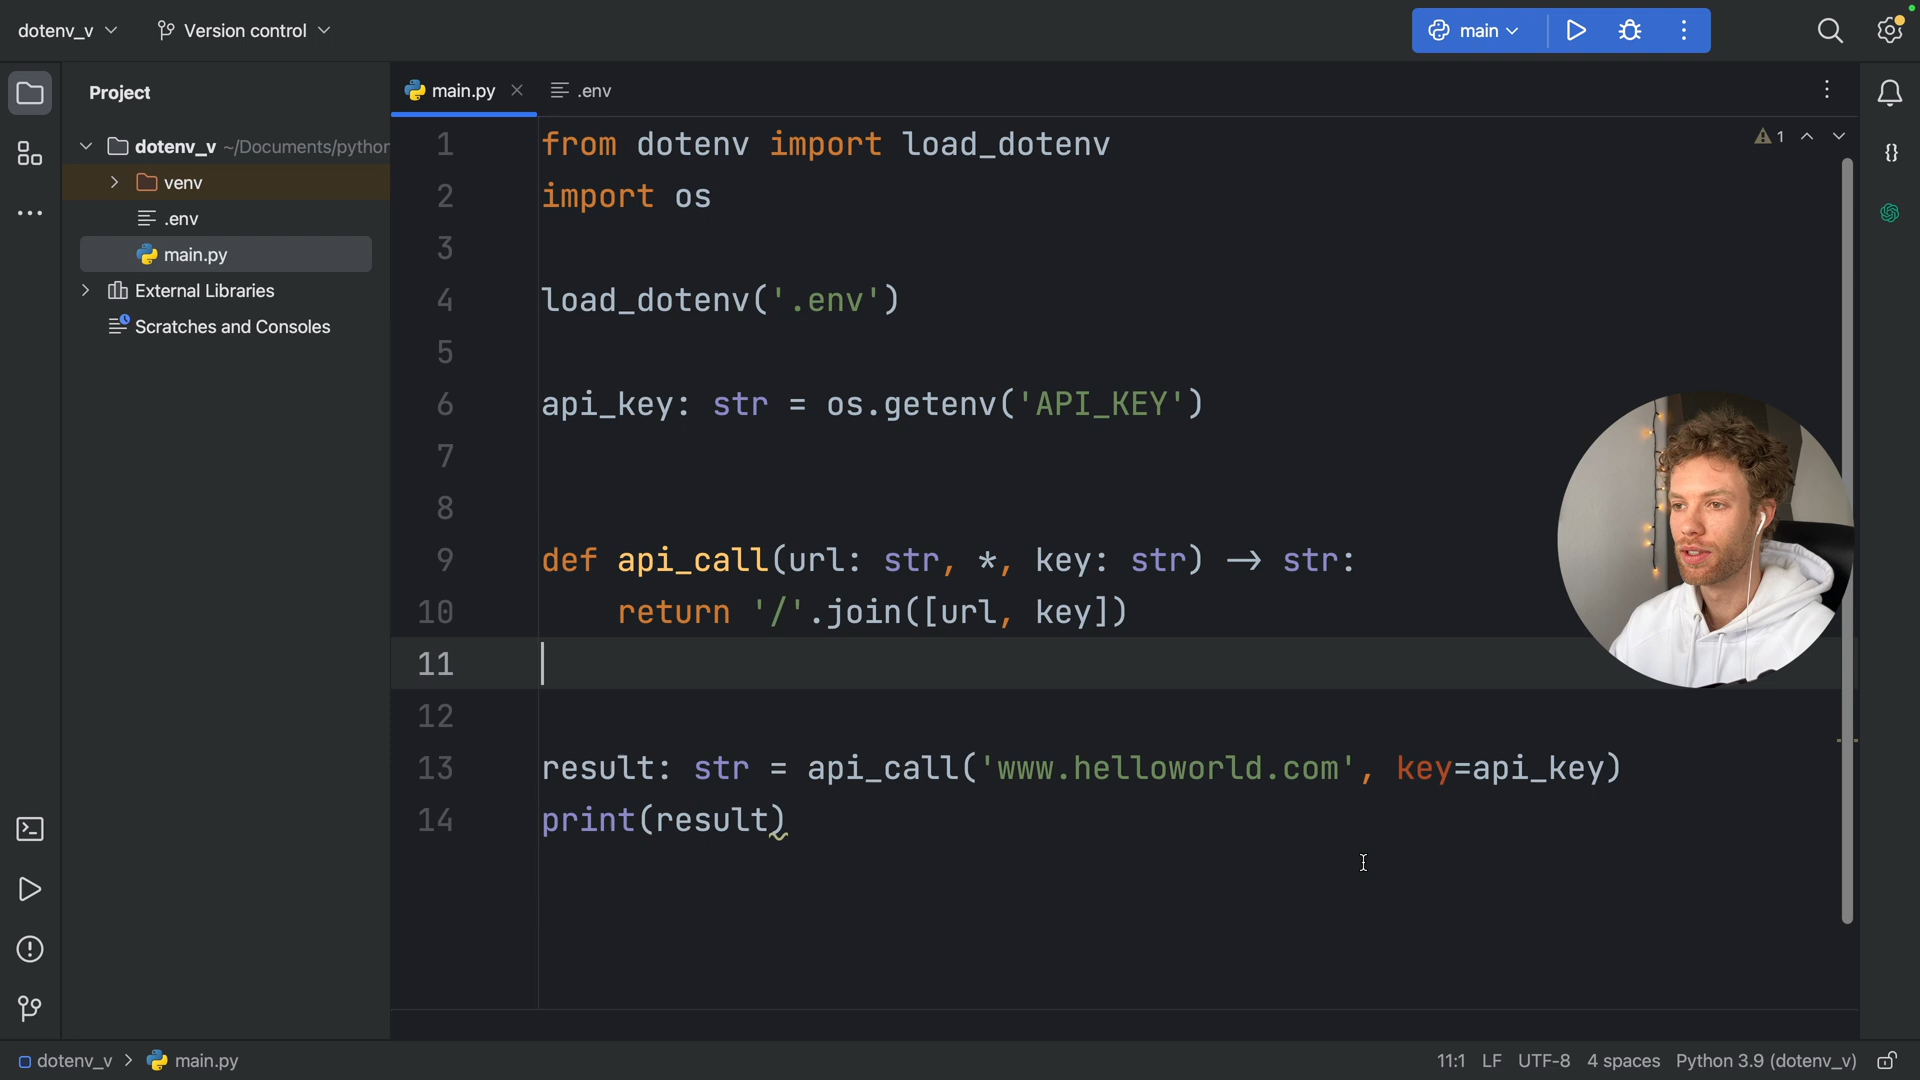 dotenv_v
Version control
main
Project
main.py
.env
dotenv_v ~/Documents/python
venv
.env
main.py
External Libraries
Scratches and Consoles
1 from dotenv import load_dotenv
2 import os
3
4 load_dotenv('.env')
5
6 api_key: str = os.getenv('API_KEY')
7
8
9 def api_call(url: str, *, key: str) → str:
10 return '/'.join([url, key])
11
12
13 result: str = api_call('www.helloworld.com', key=api_key)
14 print(result)
1
dotenv_v > main.py
11:1 LF UTF-8 4 spaces Python 3.9 (dotenv_v)